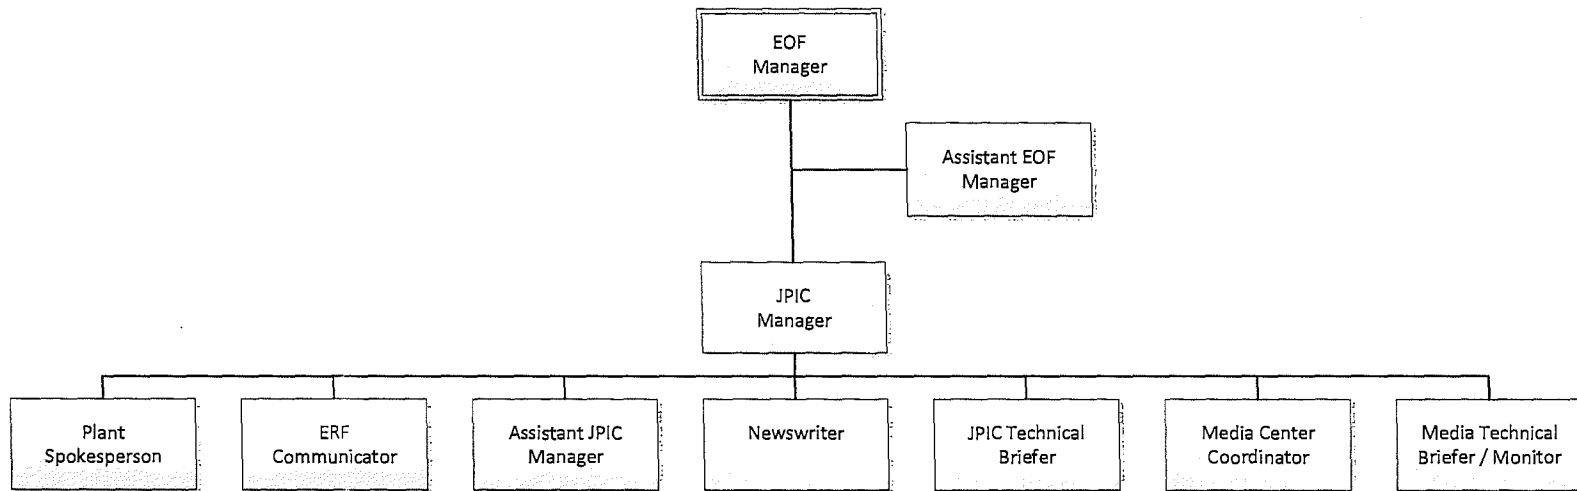 EOF
Manager
Assistant EOF
Manager
JPIC
Manager
Plant
Spokesperson
ERF
Communicator
Assistant JPIC
Manager
Newswriter
JPIC Technical
Briefer
Media Center
Coordinator
Media Technical
Briefer / Monitor